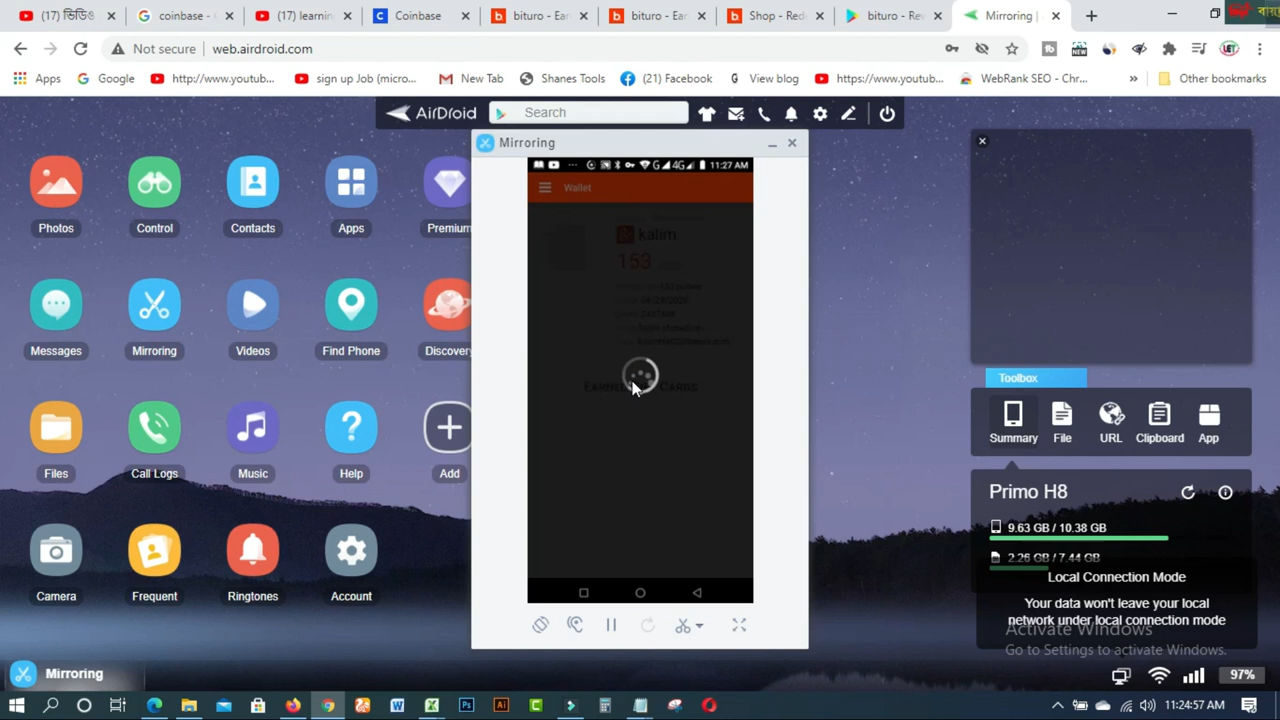 (17) ভিডিও
coinbase -
(17) learnin
Coinbase
bituro - Ear
bituro - Ear
Shop - Red
bituro - Rev
Mirroring |
Not secure
web.airdroid.com
Apps
Google
http://www.youtub...
sign up Job (micro...
New Tab
Shanes Tools
(21) Facebook
View blog
https://www.youtub...
WebRank SEO - Chr...
»
Other bookmarks
AirDroid
Search
Mirroring
11:27 AM
Wallet
kalim.
153
Photos
Control
Contacts
Apps
Premium
Messages
Mirroring
Videos
Find Phone
Discovery
Files
Call Logs
Music
Help
Add
Camera
Frequent
Ringtones
Account
Toolbox
Summary
File
URL
Clipboard
App
Primo H8
9.63 GB / 10.38 GB
2.26 GB / 7.44 GB
Local Connection Mode
Your data won't leave your local
network under local connection mode
Activate Windows
Go to Settings to activate Windows.
Mirroring
97%
11:24:57 AM